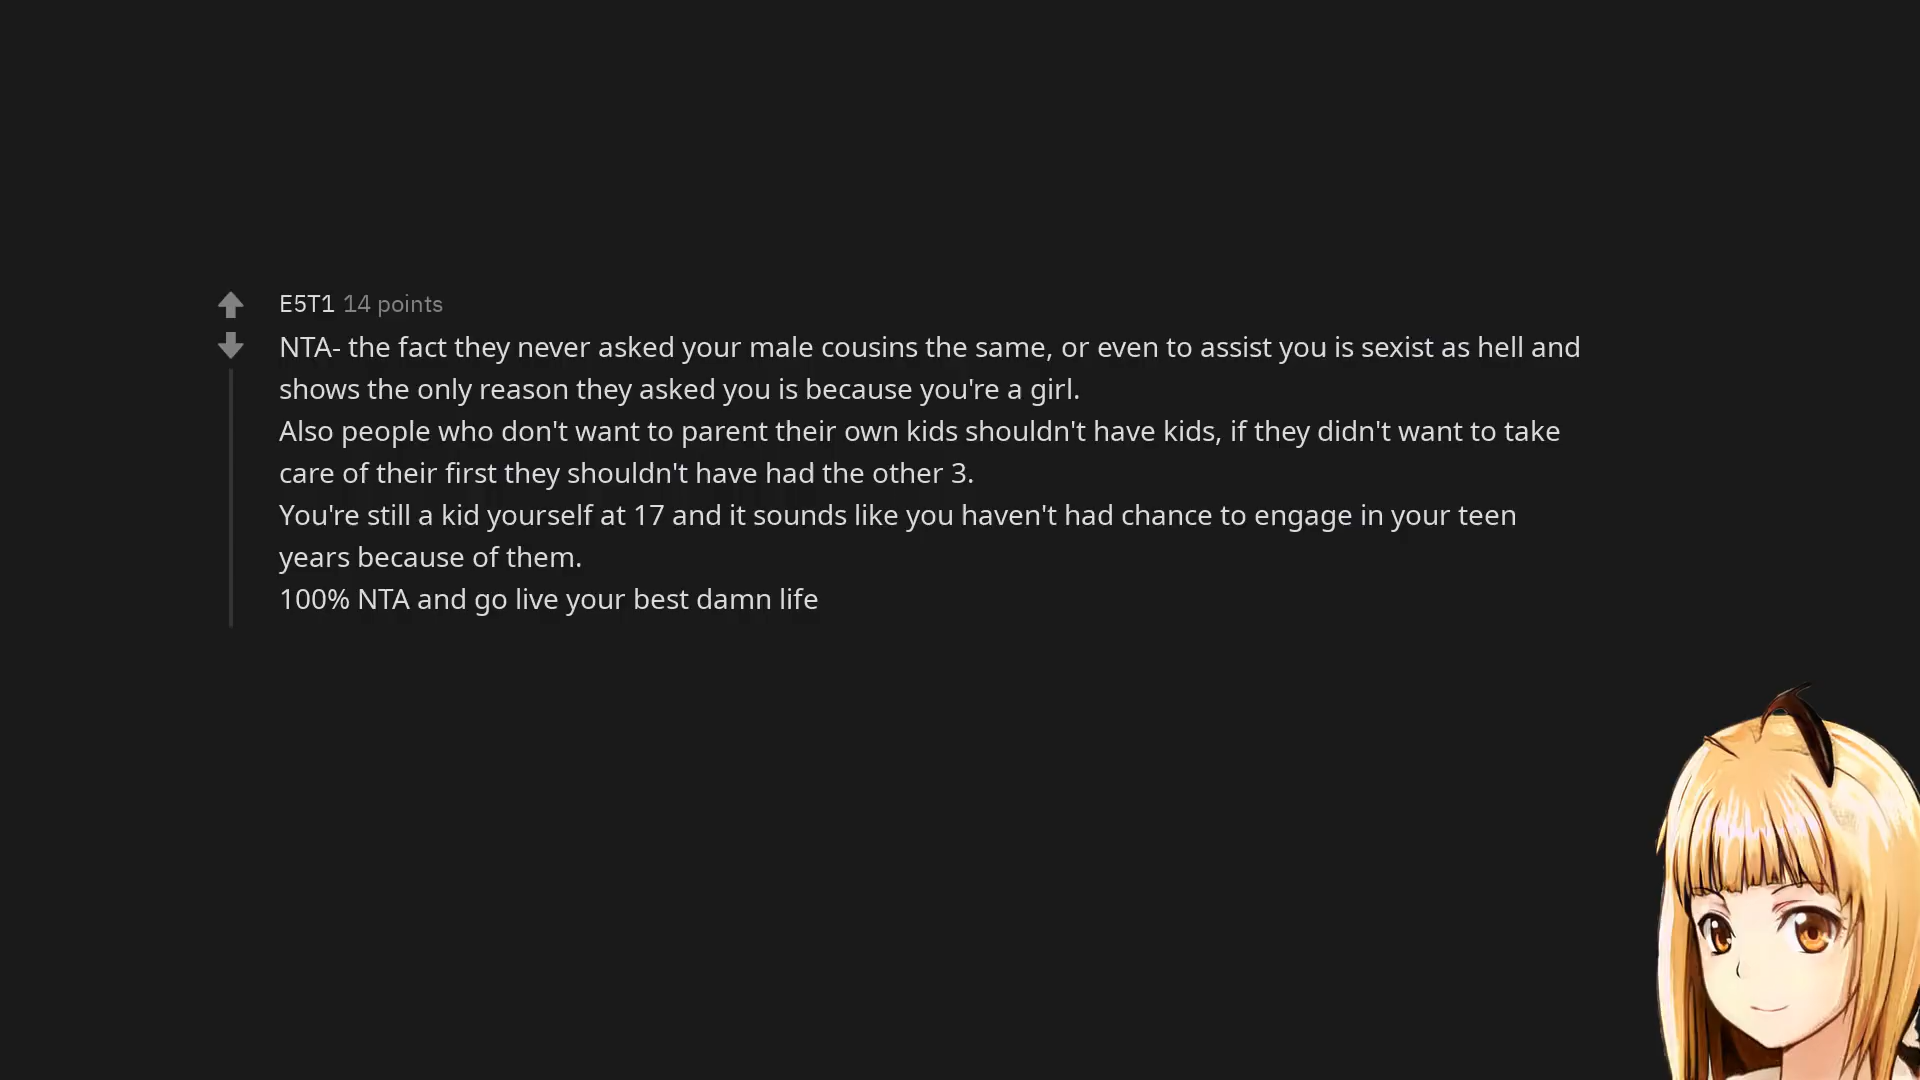 E5T1 14 points
NTA- the fact they never asked your male cousins the same, or even to assist you is sexist as hell and
shows the only reason they asked you is because you're a girl.
Also people who don't want to parent their own kids shouldn't have kids, if they didn't want to take
care of their first they shouldn't have had the other 3.
You're still a kid yourself at 17 and it sounds like you haven't had chance to engage in your teen
years because of them.
100% NTA and go live your best damn life